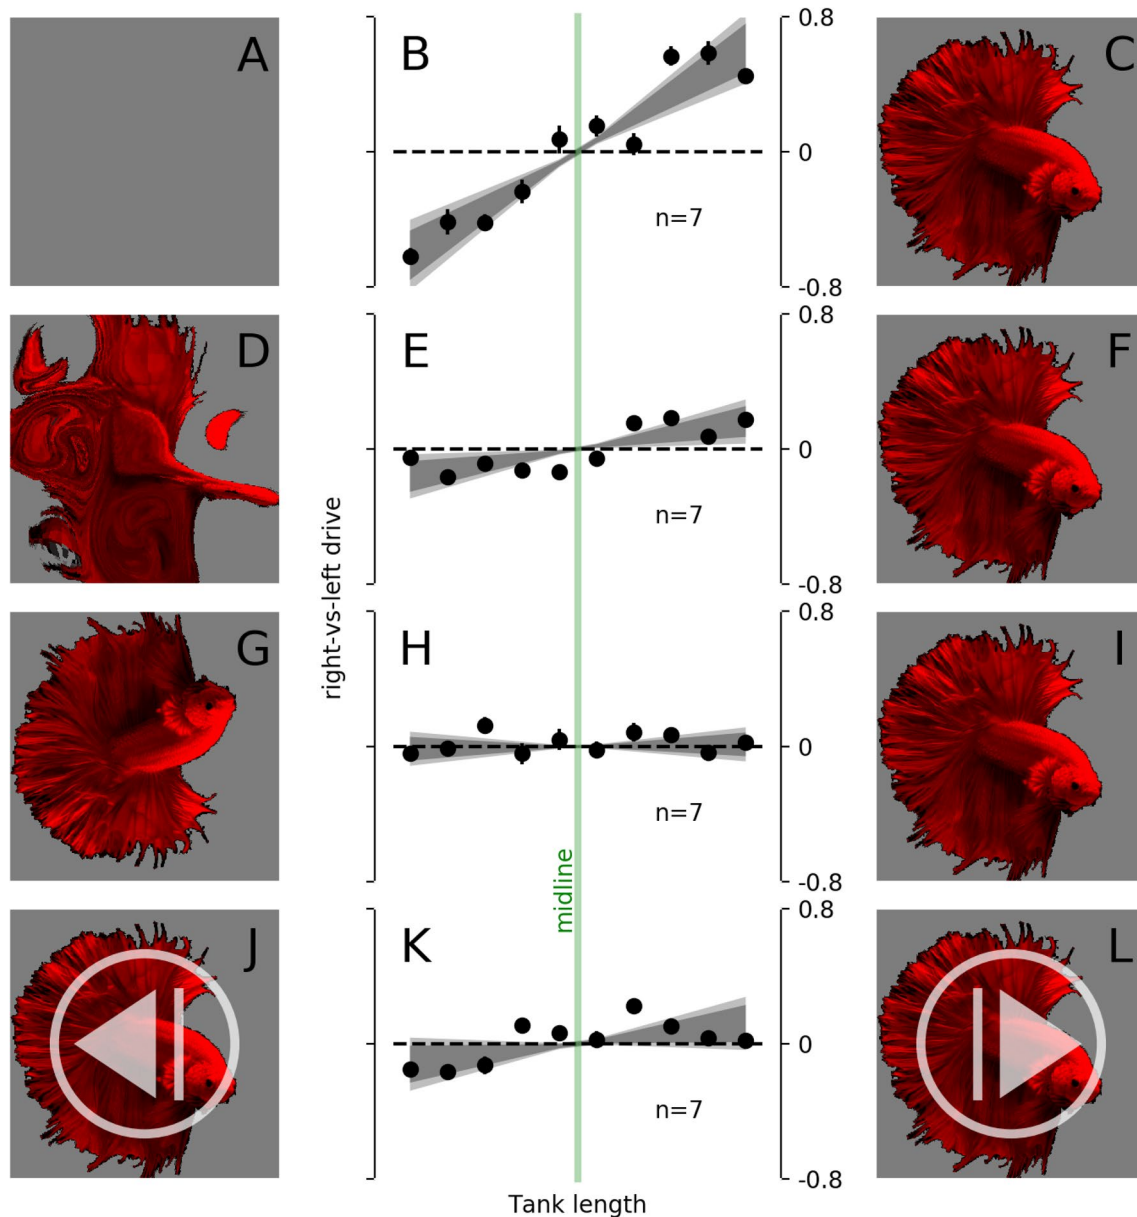 A
B
0.8
0
-0.8
n=7
C
D
E
0.8
0
-0.8
n=7
F
G
H
0.8
0
-0.8
n=7
I
J
K
0.8
0
-0.8
n=7
L
right-vs-left drive
midline
Tank length